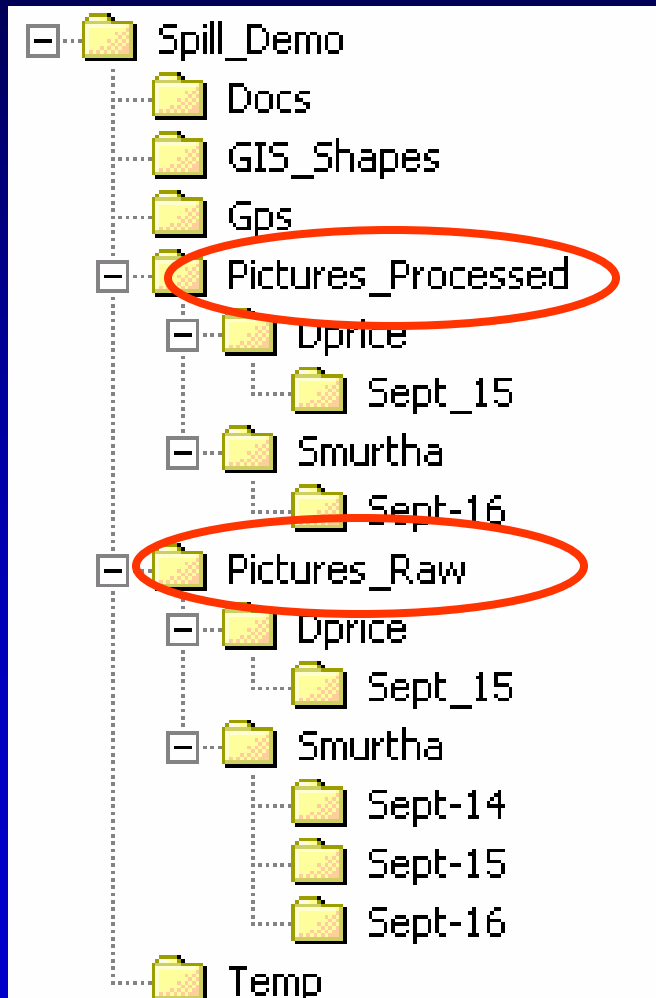 Spill_Demo
Docs
GIS_Shapes
Gps
Pictures_Processed
Dprice
Sept_15
Smurtha
Sept-16
Pictures_Raw
Dprice
Sept_15
Smurtha
Sept-14
Sept-15
Sept-16
Temp